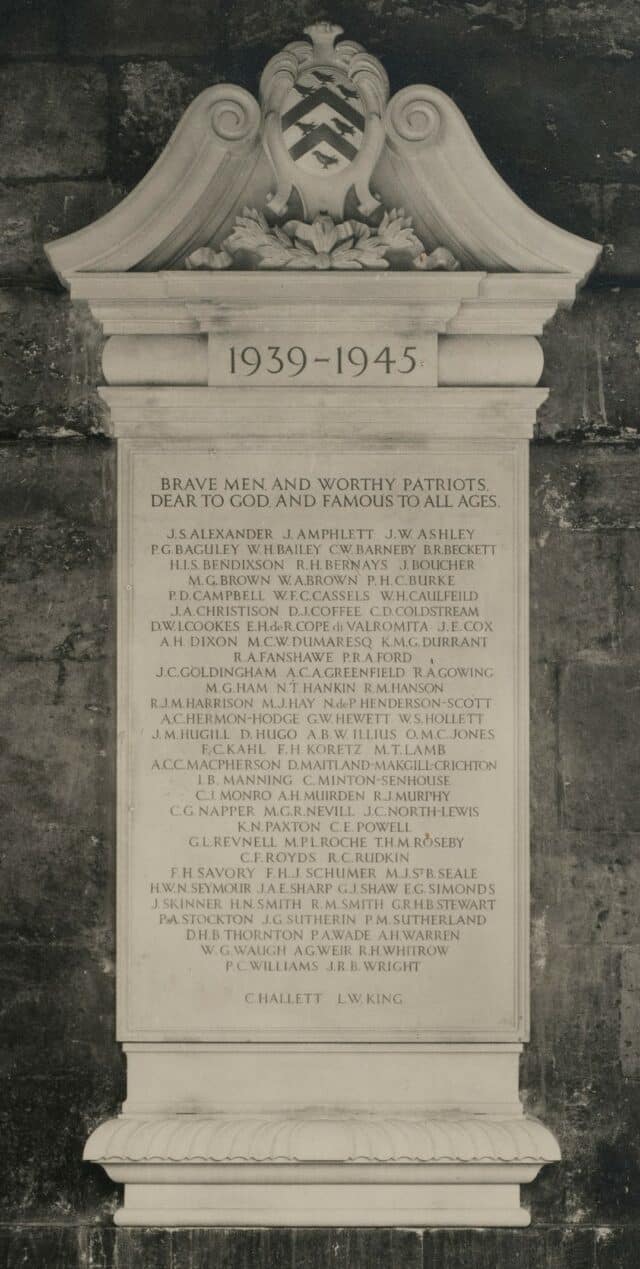 1939-1945
BRAVE MEN, AND WORTHY PATRIOTS,
DEAR TO GOD, AND FAMOUS TO ALL AGES.
J.S.ALEXANDER J.AMPHLETT J.W.ASHLEY
P.G.BAGULEY W.H.BAILEY C.W.BARNEBY B.R.BECKETT
H.I.S.BENDIXSON R.H.BERNAYS J.BOUCHER
M.G.BROWN W.A.BROWN P.H.C.BURKE
P.D.CAMPBELL W.F.C.CASSELS W.H.CAULFEILD
J.A.CHRISTISON D.J.COFFEE C.D.COLDSTREAM
D.W.I.COOKES E.H.de R.COPE di VALROMITA J.E.COX
A.H.DIXON M.C.W.DUMARESQ K.M.G.DURRANT
R.A.FANSHAWE P.R.A.FORD
J.C.GOLDINGHAM A.C.A.GREENFIELD R.A.GOWING
M.G.HAM N.T.HANKIN R.M.HANSON
R.J.M.HARRISON M.J.HAY N.de P.HENDERSON-SCOTT
A.C.HERMON-HODGE G.W.HEWETT W.S.HOLLETT
J.M.HUGILL D.HUGO A.B.W.ILLIUS O.M.C.JONES
F.C.KAHL F.H.KORETZ M.T.LAMB
A.C.C.MACPHERSON D.MAITLAND-MAKGILL-CRICHTON
I.B.MANNING C.MINTON-SENHOUSE
C.J.MONRO A.H.MUIRDEN R.J.MURPHY
C.G.NAPPER M.G.R.NEVILL J.C.NORTH-LEWIS
K.N.PAXTON C.E.POWELL
G.L.REVNELL M.P.L.ROCHE T.H.M.ROSEBY
C.F.ROYDS R.C.RUDKIN
F.H.SAVORY F.H.J.SCHUMER M.J.ST.B.SEALE
H.W.N.SEYMOUR J.A.E.SHARP G.J.SHAW E.G.SIMONDS
J.SKINNER H.N.SMITH R.M.SMITH G.R.H.B.STEWART
P.A.STOCKTON J.G.SUTHERIN P.M.SUTHERLAND
D.H.B.THORNTON P.A.WADE A.H.WARREN
W.G.WAUGH A.G.WEIR R.H.WHITROW
P.C.WILLIAMS J.R.B.WRIGHT
C.HALLETT L.W.KING